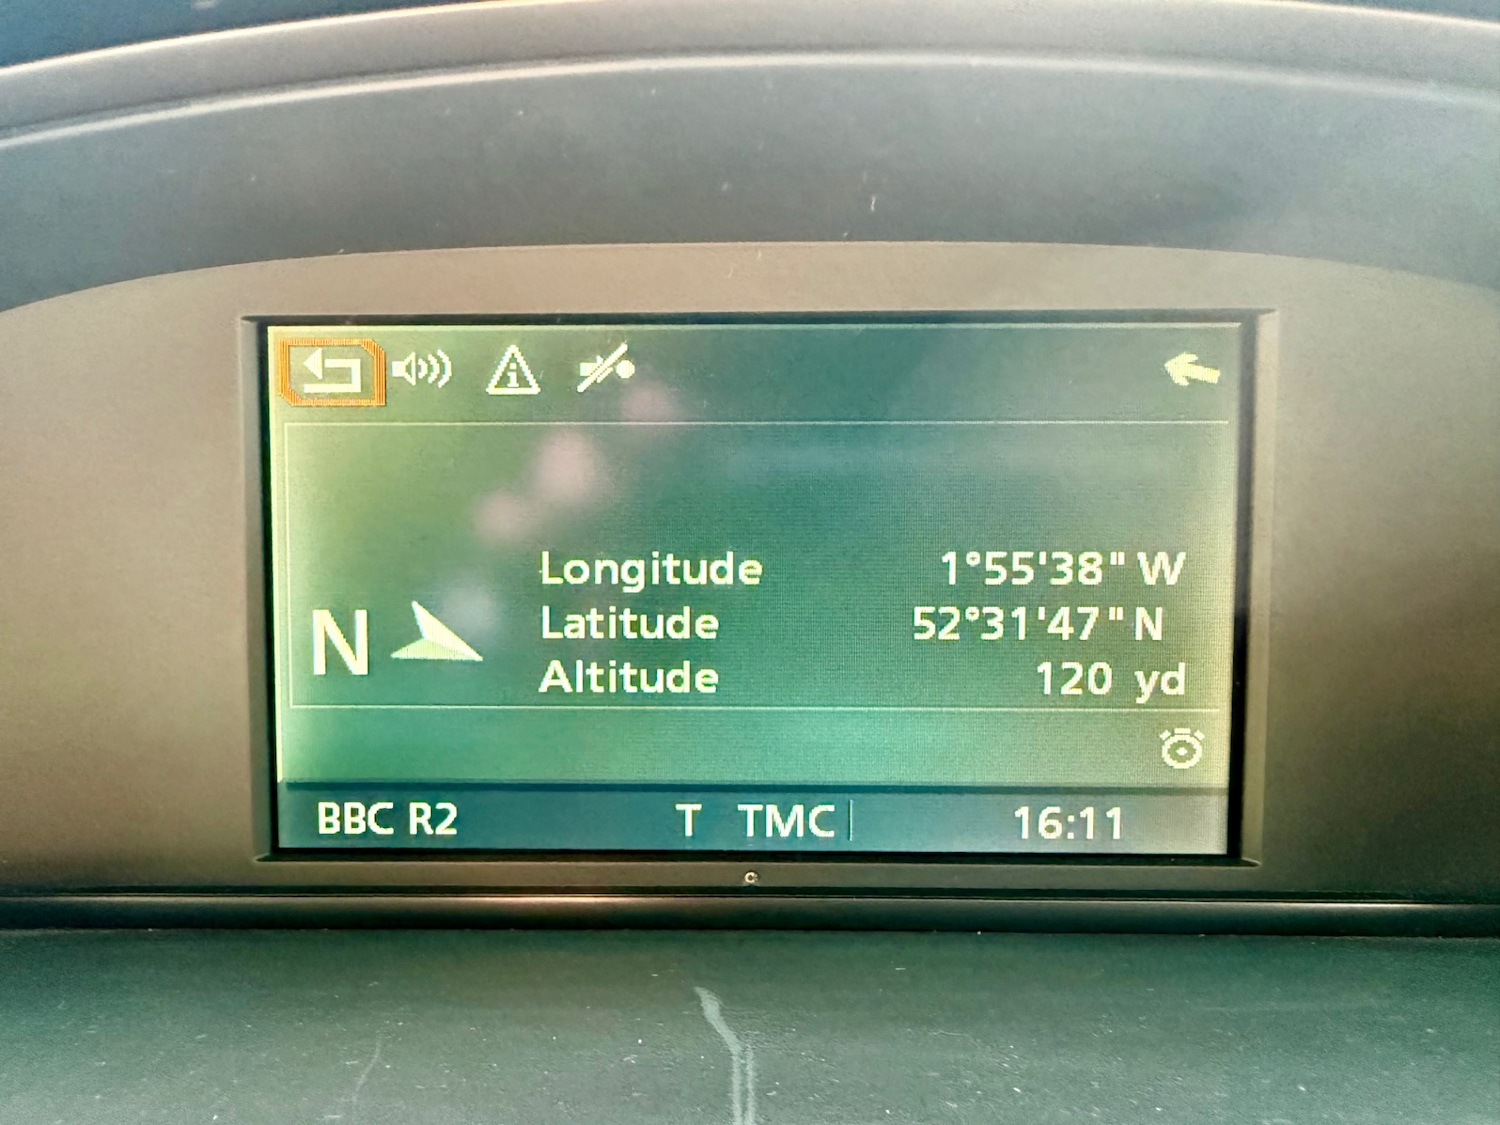 Longitude 1°55'38" W
Latitude 52°31'47" N
N
Altitude 120 yd
BBC R2 T TMC 16:11